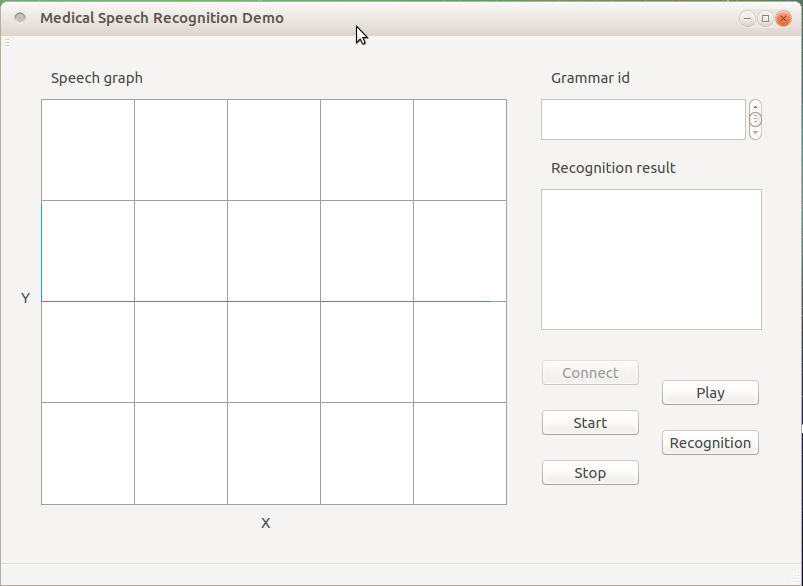 Medical Speech Recognition Demo
Speech graph
Grammar id
Recognition result
Y
X
Connect
Play
Start
Recognition
Stop